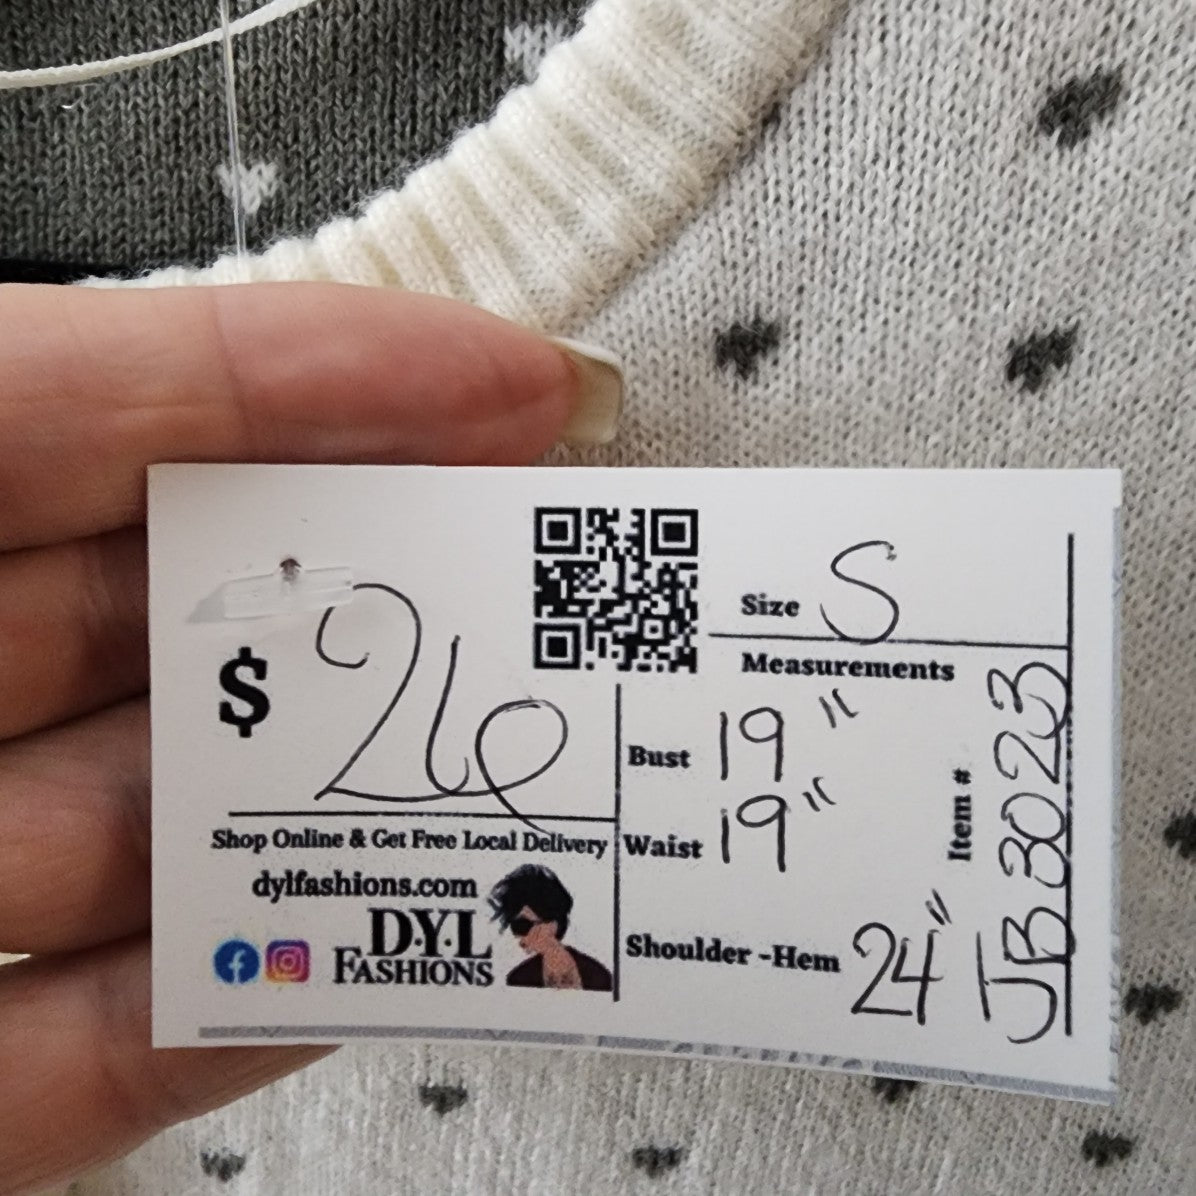 $ 26
Shop Online & Get Free Local Delivery
dylfashions.com
D.Y.L
FASHIONS
Size S
Measurements
Bust 19"
Waist 19"
Shoulder -Hem 24"
Item # JB3023